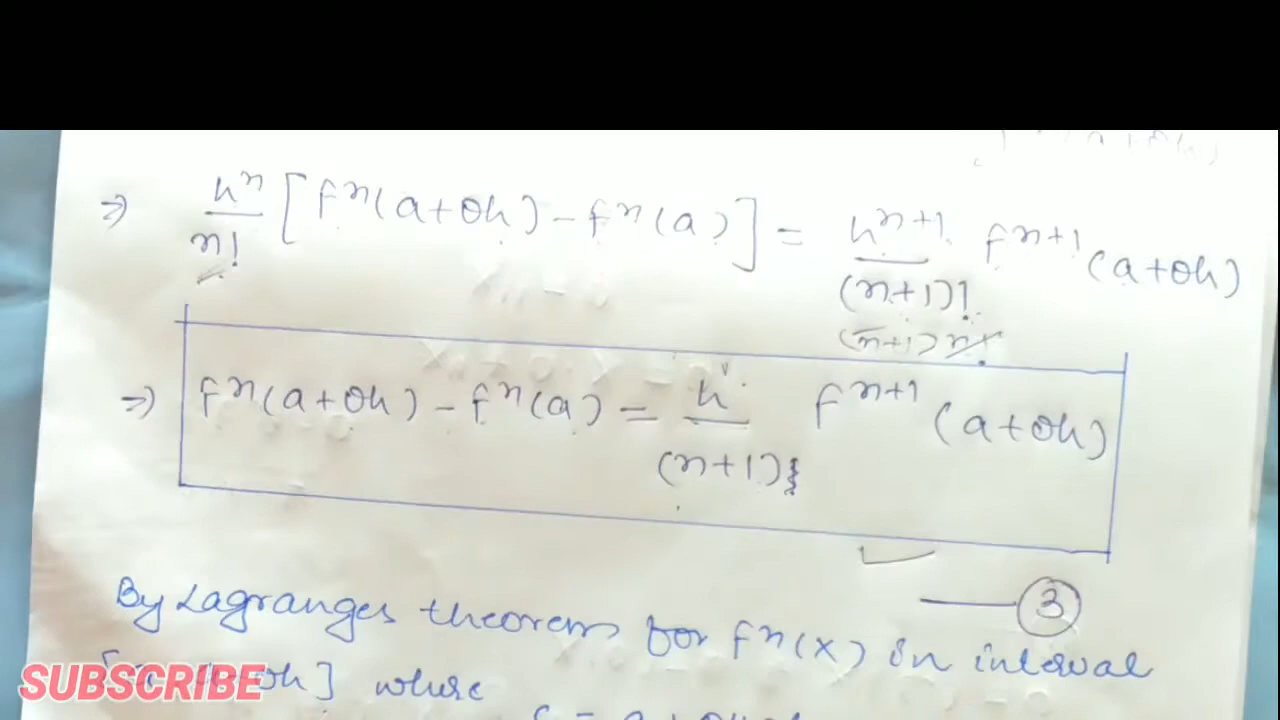 ⇒ hⁿ/n! [fⁿ(a+θh) - fⁿ(a)] = hⁿ⁺¹/(n+1)! fⁿ⁺¹(a+θh)
(n+1) n!
⇒ fⁿ(a+θh) - fⁿ(a) = h/(n+1) fⁿ⁺¹(a+θh)
✓ —— ③
By Lagranges theorem for fⁿ(x) in interval
a+θh] where
SUBSCRIBE